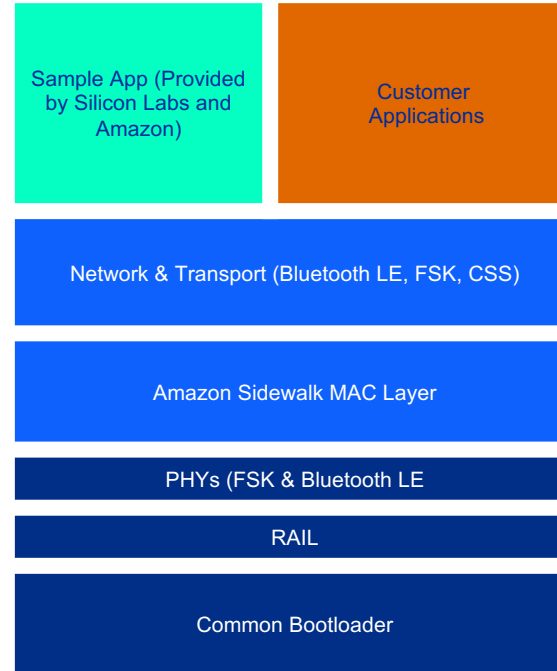 Sample App (Provided
by Silicon Labs and
Amazon)
Customer
Applications
Network & Transport (Bluetooth LE, FSK, CSS)
Amazon Sidewalk MAC Layer
PHYs (FSK & Bluetooth LE
RAIL
Common Bootloader